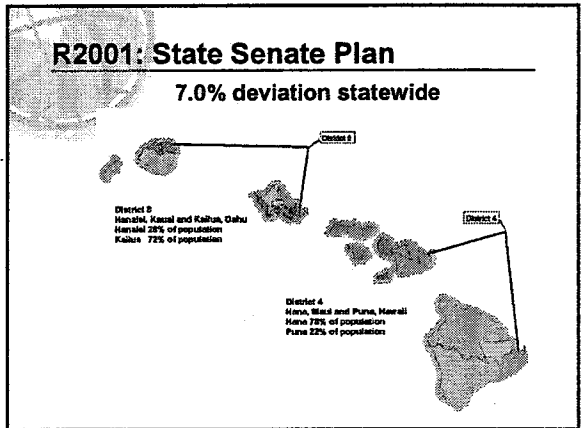 R2001: State Senate Plan
7.0% deviation statewide
District 8
District 8
Hanalei, Kauai and Kailua, Oahu
Hanalei 28% of population
Kailua 72% of population
District 4
District 4
Hana, Maui and Puna, Hawaii
Hana 78% of population
Puna 22% of population